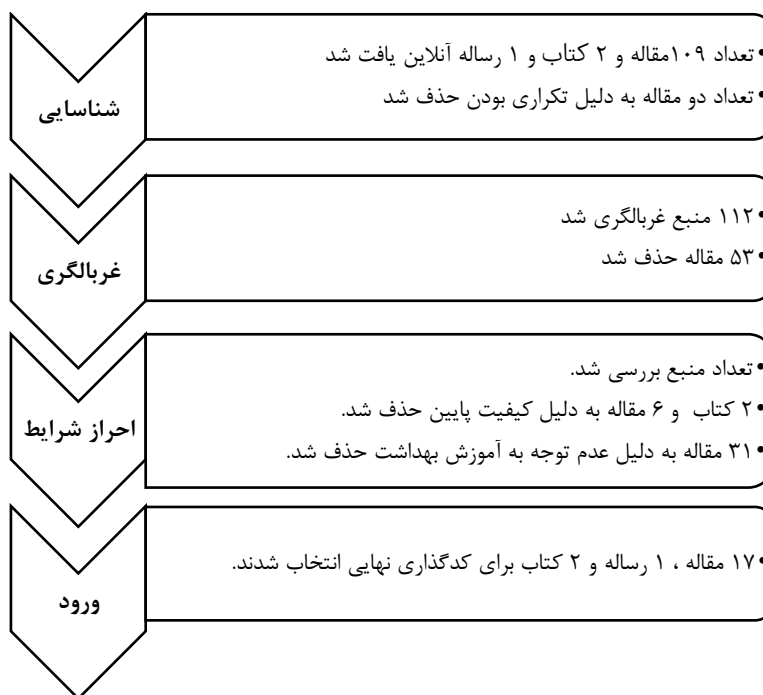 شناسایی
•تعداد ۱۰۹مقاله و ۲ کتاب و ۱ رساله آنلاین یافت شد
•تعداد دو مقاله به دلیل تکراری بودن حذف شد
غربالگری
•۱۱۲ منبع غربالگری شد
•۵۳ مقاله حذف شد
احراز شرایط
•تعداد منبع بررسی شد.
•۲ کتاب و ۶ مقاله به دلیل کیفیت پایین حذف شد.
•۳۱ مقاله به دلیل عدم توجه به آموزش بهداشت حذف شد.
ورود
•۱۷ مقاله ، ۱ رساله و ۲ کتاب برای کدگذاری نهایی انتخاب شدند.